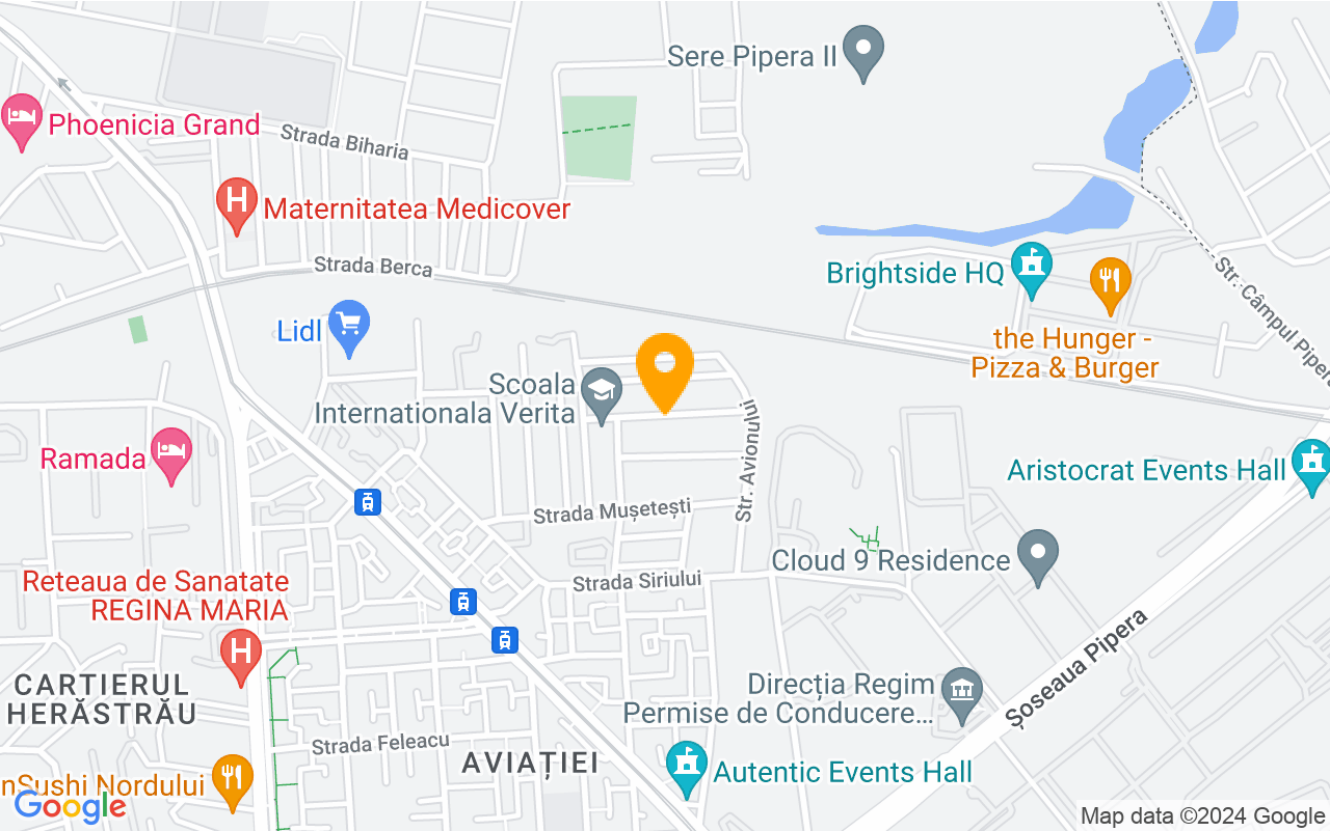 Sere Pipera II
Phoenicia Grand
Strada Biharia
Maternitatea Medicover
Strada Berca
Brightside HQ
Str. Câmpul Pipera
Lidl
the Hunger -
Pizza & Burger
Scoala
Internationala Verita
Str. Avionului
Ramada
Aristocrat Events Hall
Strada Mușetești
Cloud 9 Residence
Reteaua de Sanatate
REGINA MARIA
Strada Siriului
Șoseaua Pipera
CARTIERUL
HERĂSTRĂU
Direcția Regim
Permise de Conducere...
Strada Feleacu
AVIAȚIEI
Autentic Events Hall
nSushi Nordului
Google
Map data ©2024 Google